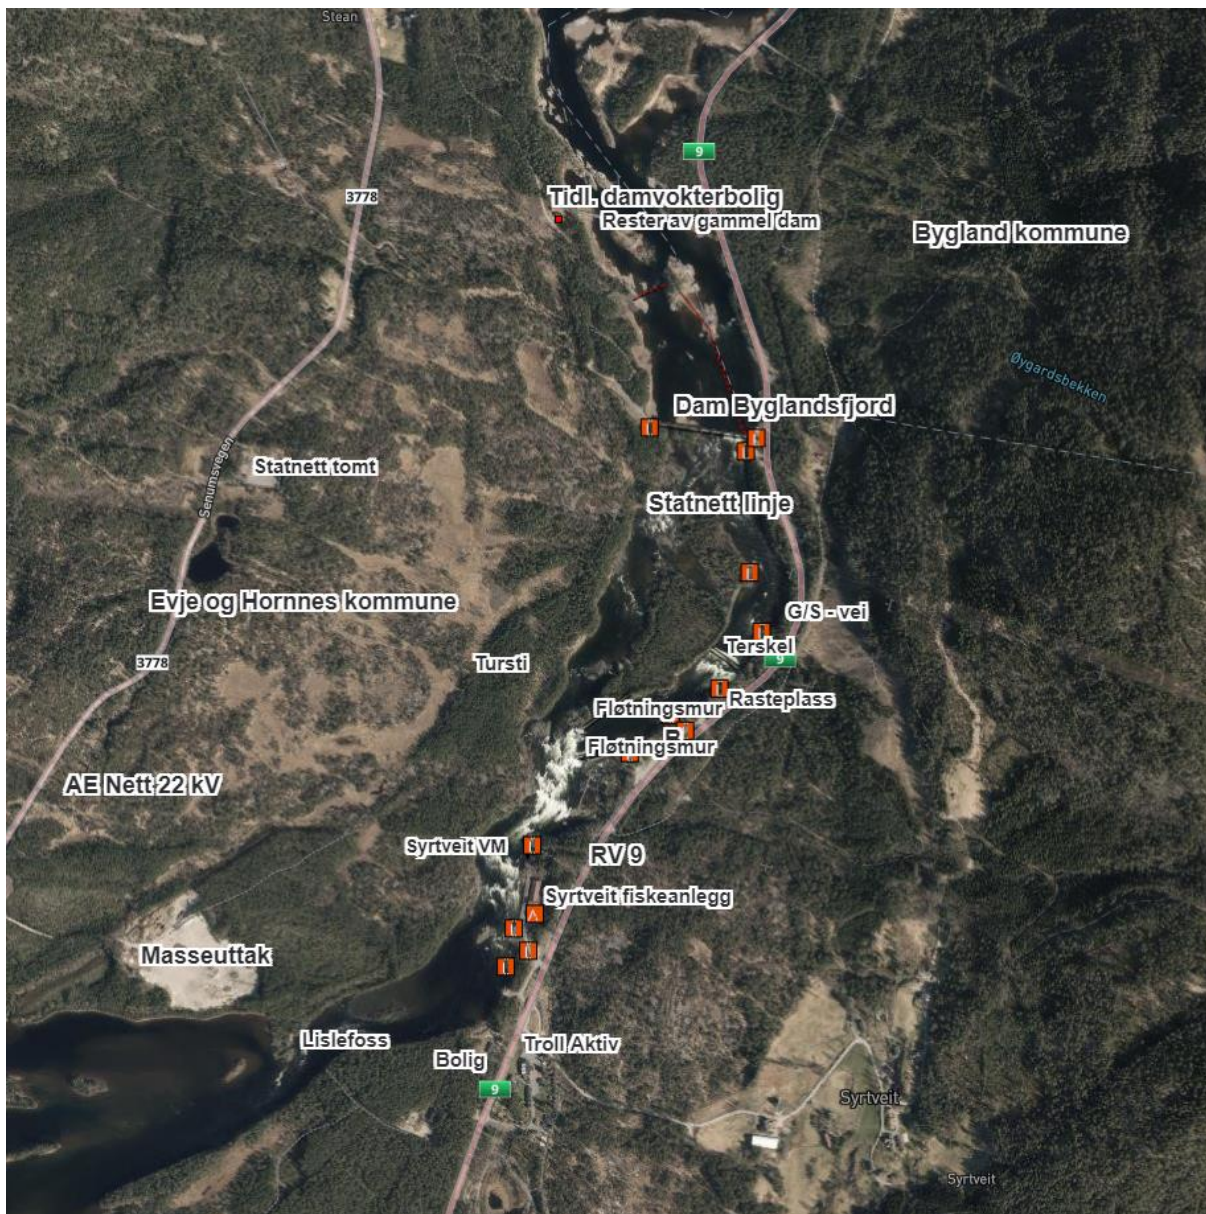 Stean
9
3778
Tidl. damvokterbolig
Rester av gammel dam
Bygland kommune
Øygardsbekken
Dam Byglandsfjord
Senumsvegen
Statnett tomt
Statnett linje
Evje og Hornnes kommune
G/S - vei
Terskel
9
3778
Tursti
Rasteplass
Fløtningsmur
Fløtningsmur
AE Nett 22 kV
Syrtveit VM
RV 9
Syrtveit fiskeanlegg
Masseuttak
Lislefoss
Troll Aktiv
Bolig
9
Syrtveit
Syrtveit